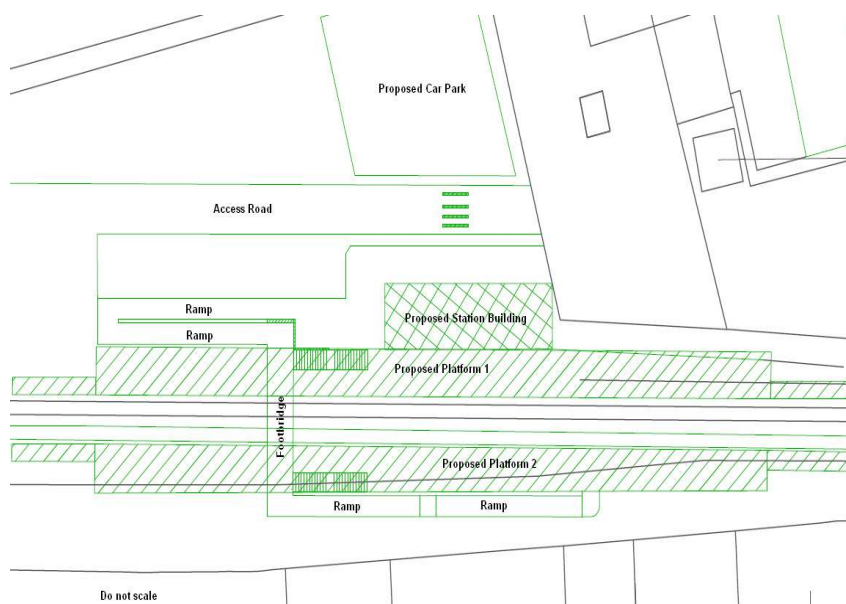 Proposed Car Park
Access Road
Ramp
Ramp
Proposed Station Building
Proposed Platform 1
Footbridge
Proposed Platform 2
Ramp
Ramp
Do not scale